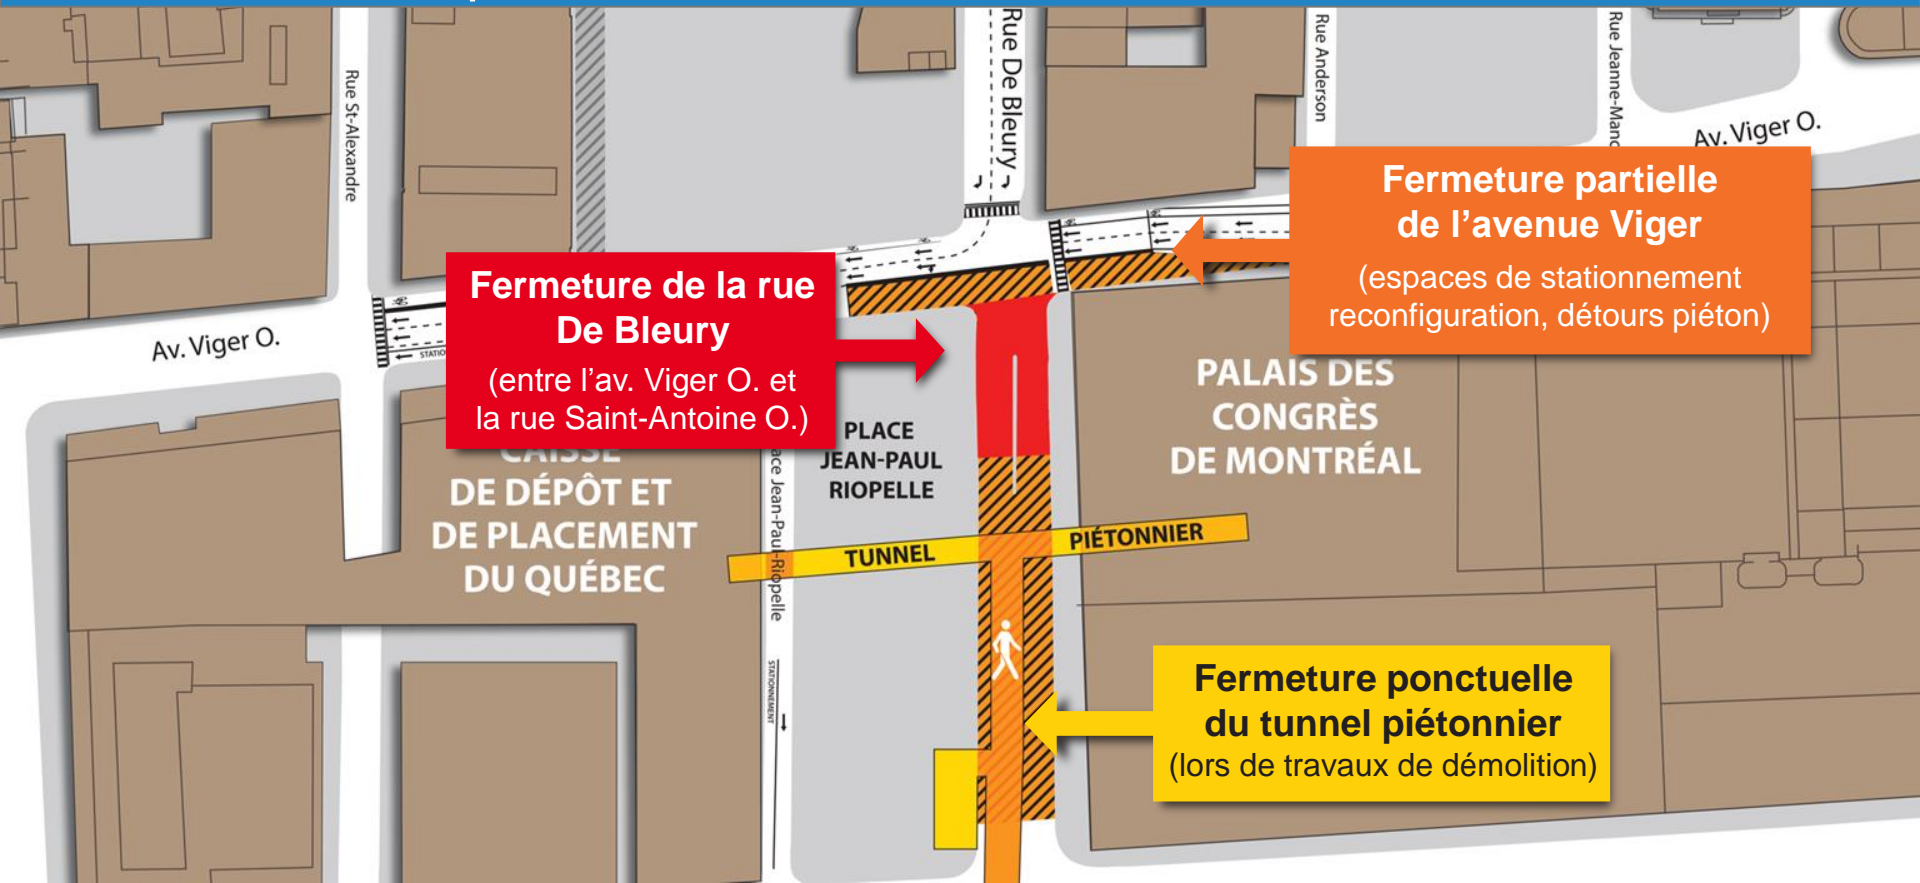 Rue De Bleury
Rue Anderson
Rue Jeanne-Manc
Rue St-Alexandre
Av. Viger O.
Fermeture partielle
de l'avenue Viger
(espaces de stationnement
reconfiguration, détours piéton)
Fermeture de la rue
De Bleury
(entre l'av. Viger O. et
la rue Saint-Antoine O.)
Av. Viger O.
STATIO
PALAIS DES
CONGRÈS
DE MONTRÉAL
PLACE
JEAN-PAUL
RIOPELLE
CAISSE
DE DÉPÔT ET
DE PLACEMENT
DU QUÉBEC
ace Jean-Paul-Riopelle
TUNNEL PIÉTONNIER
STATIONNEMENT
Fermeture ponctuelle
du tunnel piétonnier
(lors de travaux de démolition)